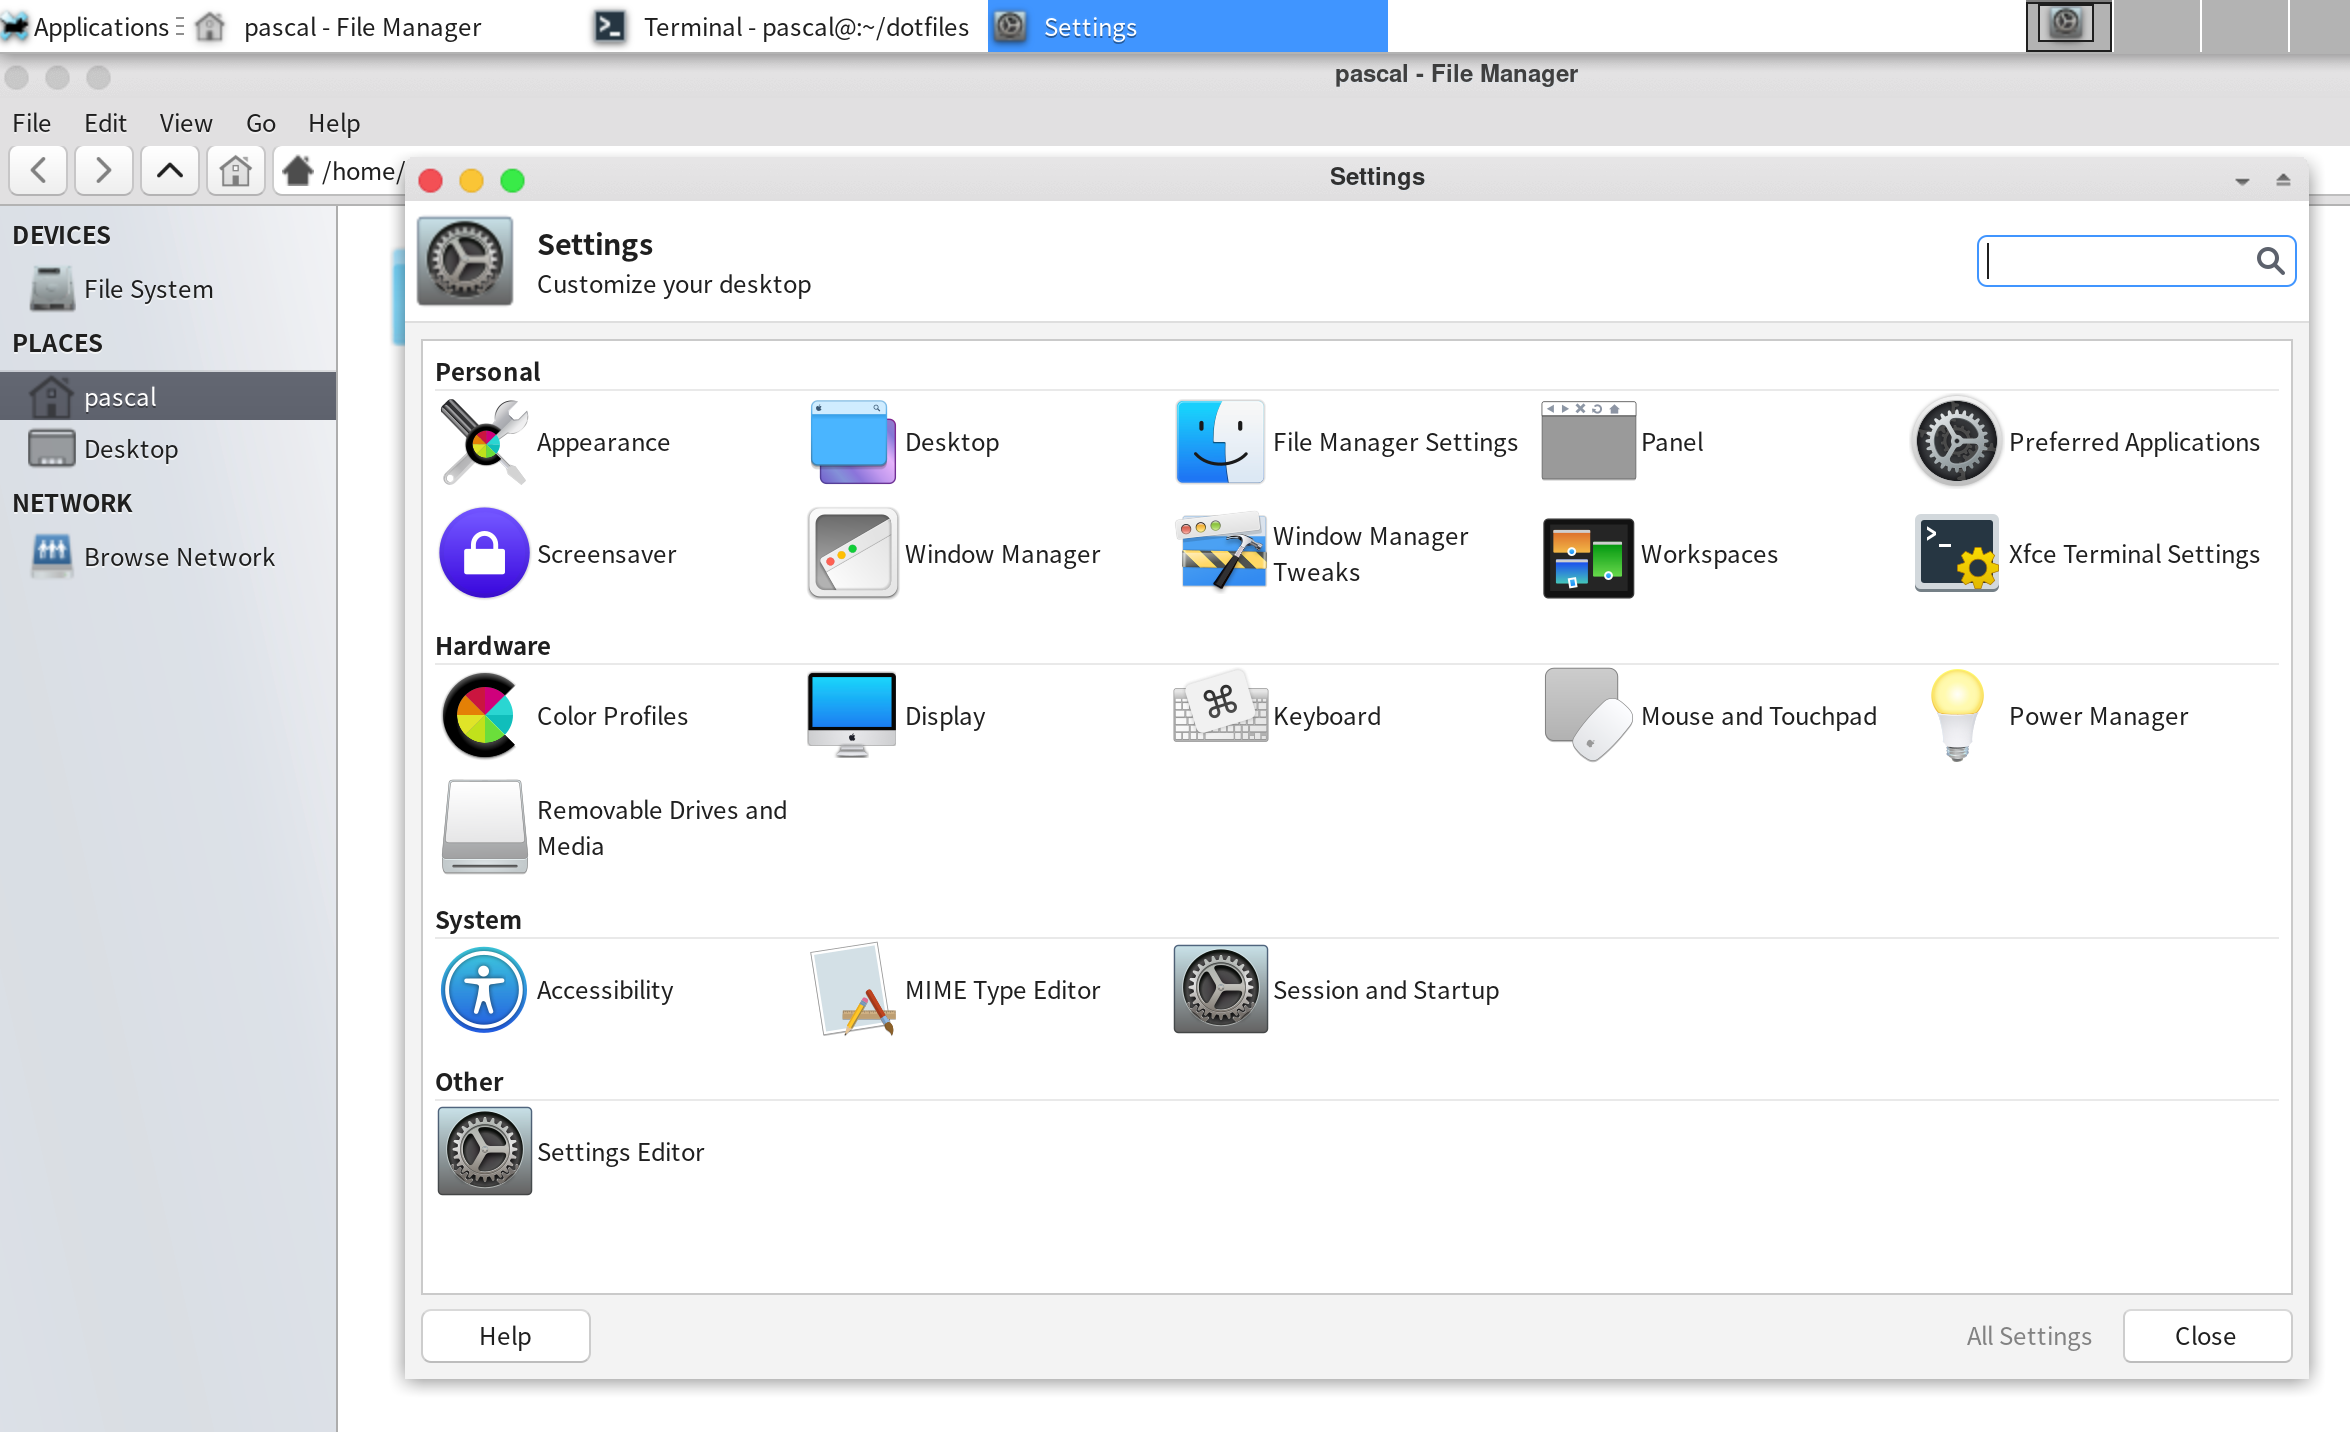 Applications
pascal - File Manager
Terminal - pascal@:~/dotfiles
Settings
pascal - File Manager
File Edit View Go Help
/home/
DEVICES
File System
PLACES
pascal
Desktop
NETWORK
Browse Network
Settings
Settings
Customize your desktop
Personal
Appearance
Desktop
File Manager Settings
Panel
Preferred Applications
Screensaver
Window Manager
Window Manager
Tweaks
Workspaces
Xfce Terminal Settings
Hardware
Color Profiles
Display
Keyboard
Mouse and Touchpad
Power Manager
Removable Drives and
Media
System
Accessibility
MIME Type Editor
Session and Startup
Other
Settings Editor
Help
All Settings
Close